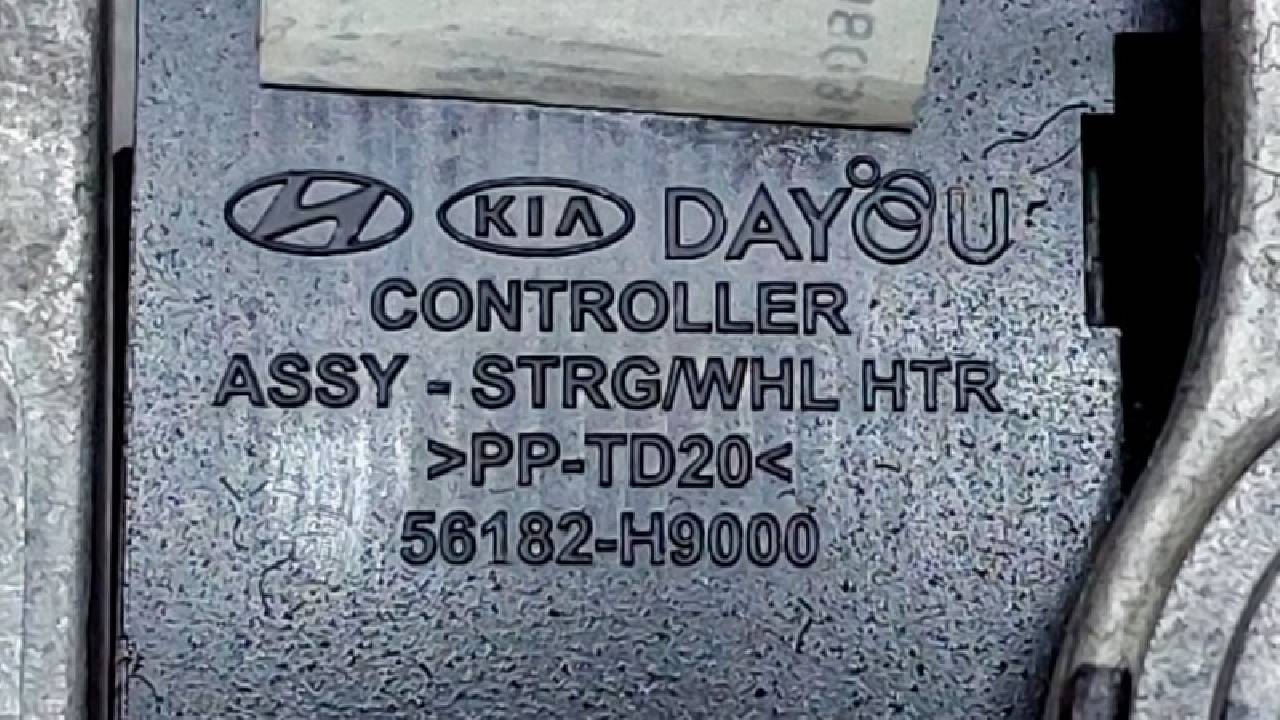 KIA DAYOU
CONTROLLER
ASSY - STRG/WHL HTR
>PP-TD20<
56182-H9000